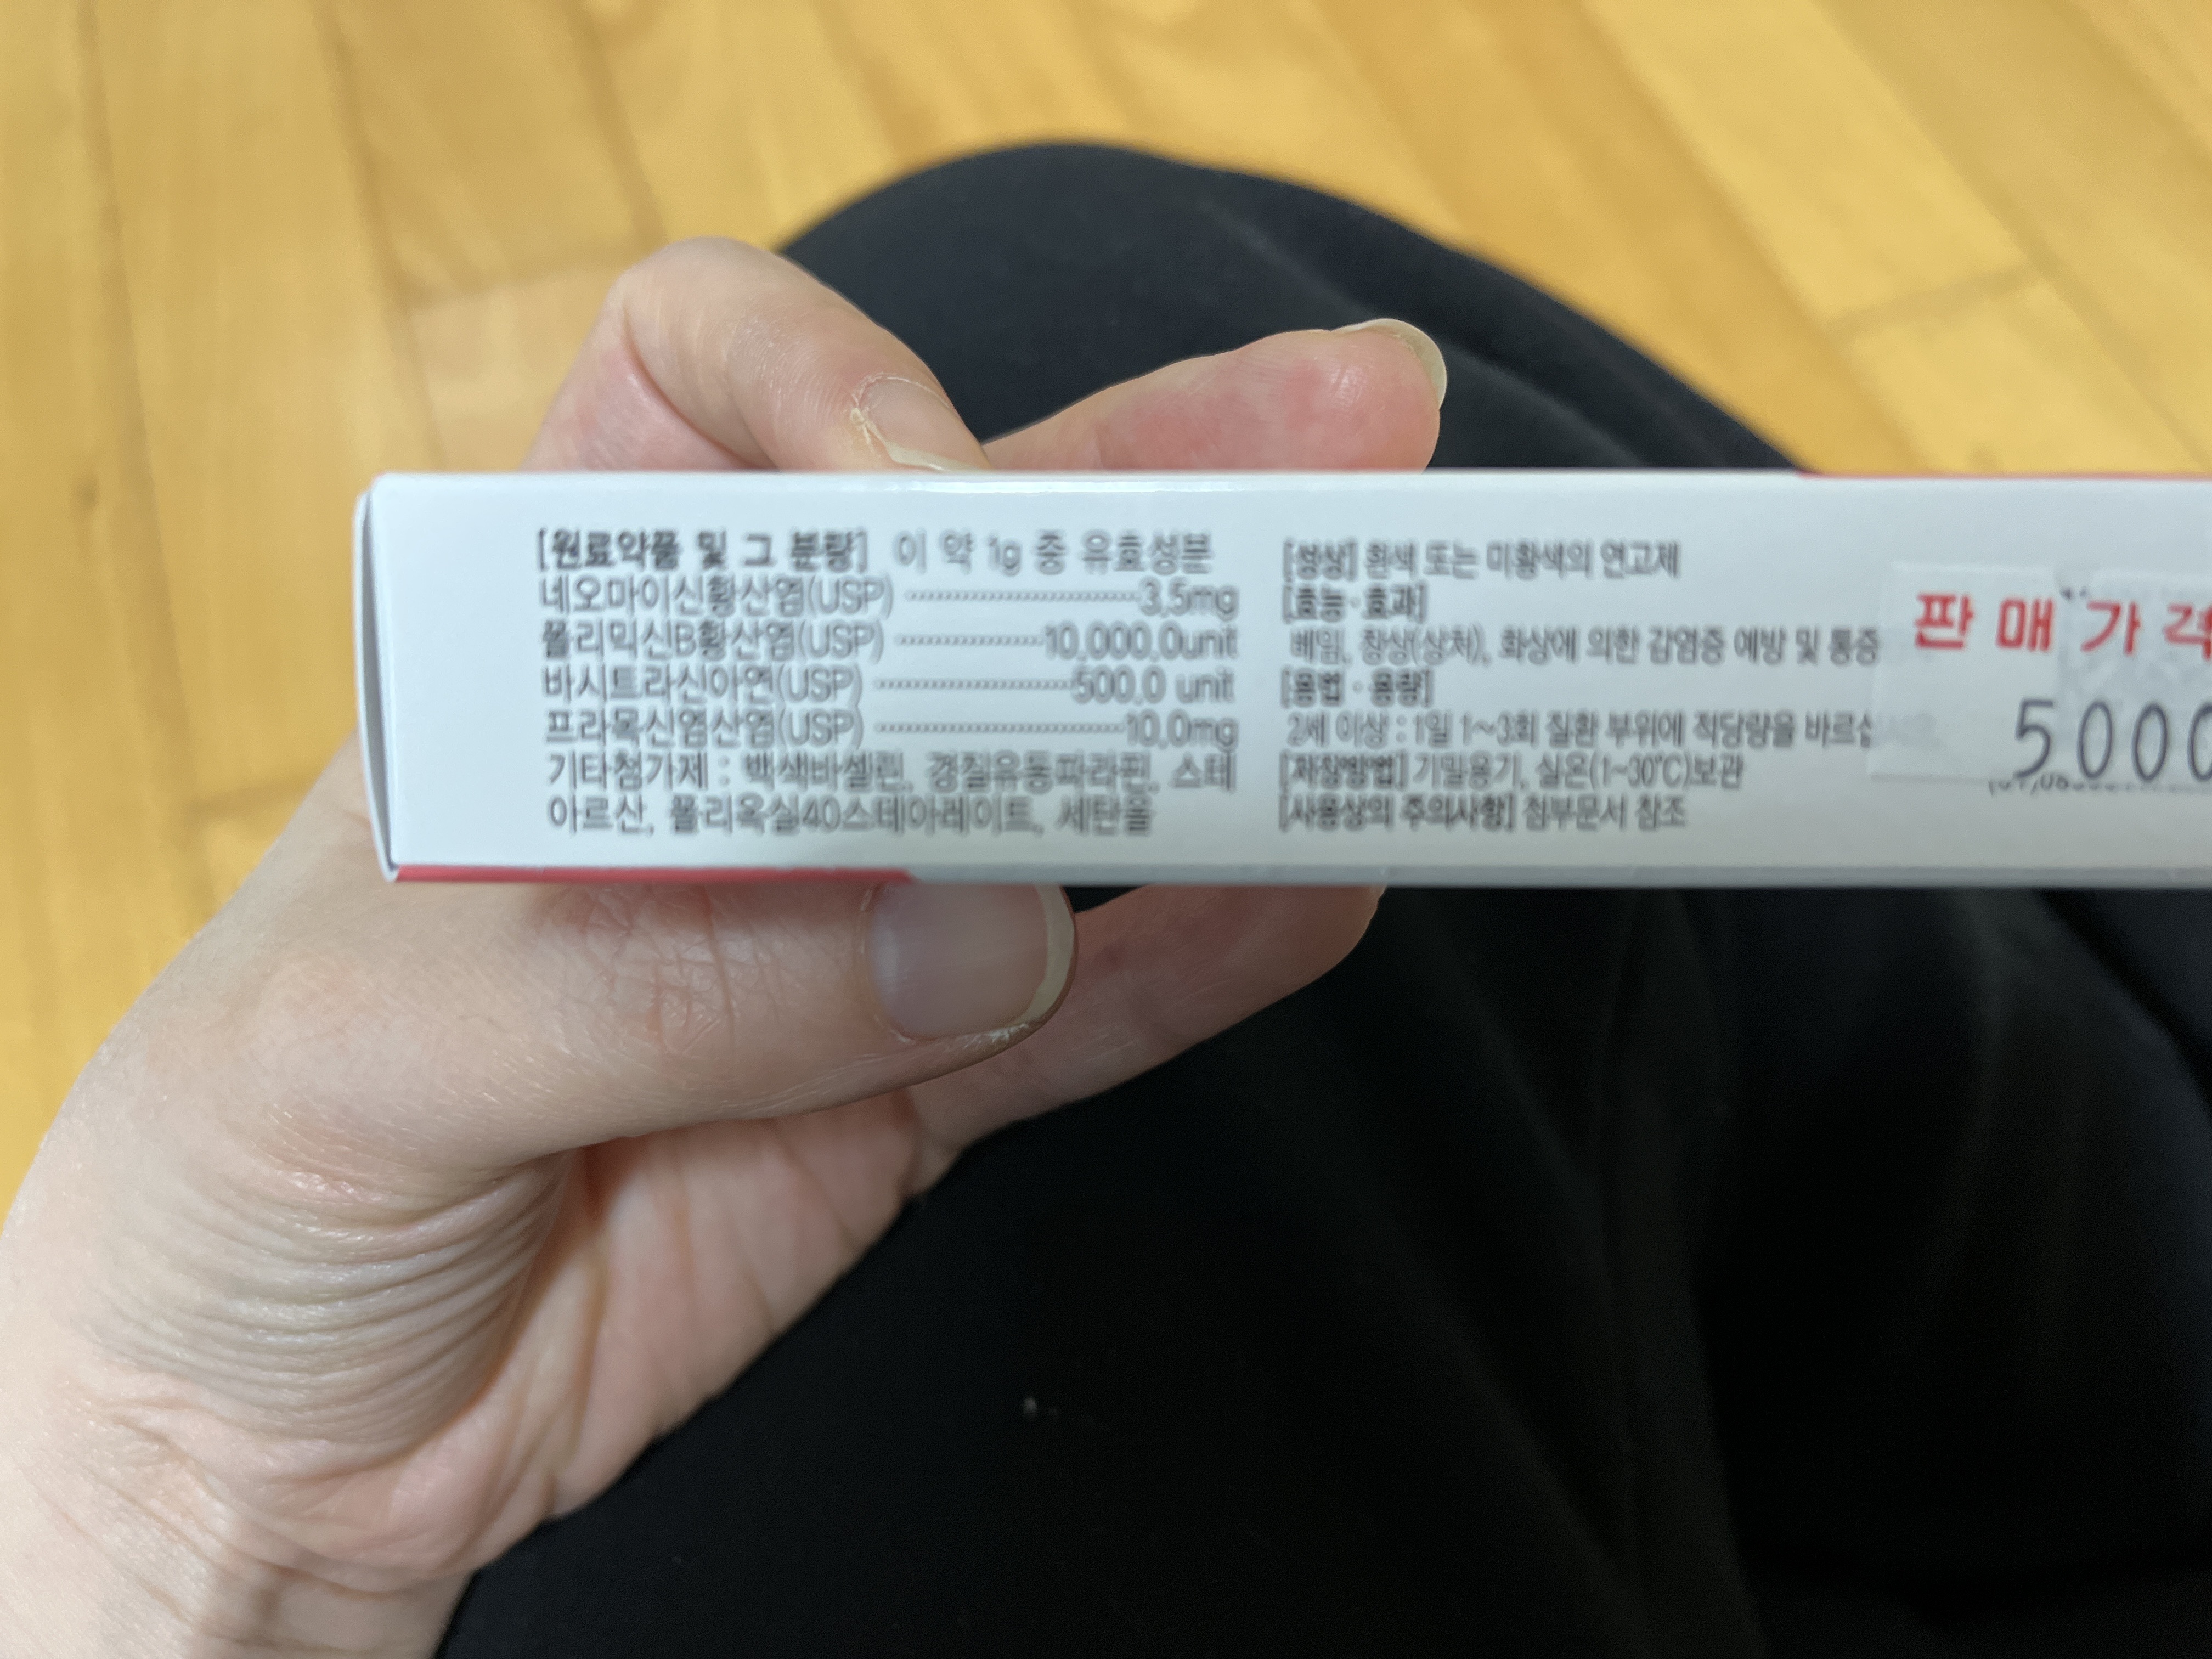 [원료약품 및 그 분량] 이 약 1g 중 유효성분
네오마이신황산염(USP) 3.5mg
폴리믹신B황산염(USP) 10,000.0unit
바시트라신아연(USP) 500.0 unit
프라목신염산염(USP) 10.0mg
기타첨가제 : 백색바셀린, 경질유동파라핀, 스테
아르산, 폴리옥실40스테아레이트, 세탄올
[성상] 흰색 또는 미황색의 연고제
[효능·효과]
베임, 창상(상처), 화상에 의한 감염증 예방 및 통증
[용법·용량]
2세 이상 : 1일 1~3회 질환 부위에 적당량을 바르십
[저장방법] 기밀용기, 실온(1~30℃)보관
[사용상의 주의사항] 첨부문서 참조
판매가격
5000